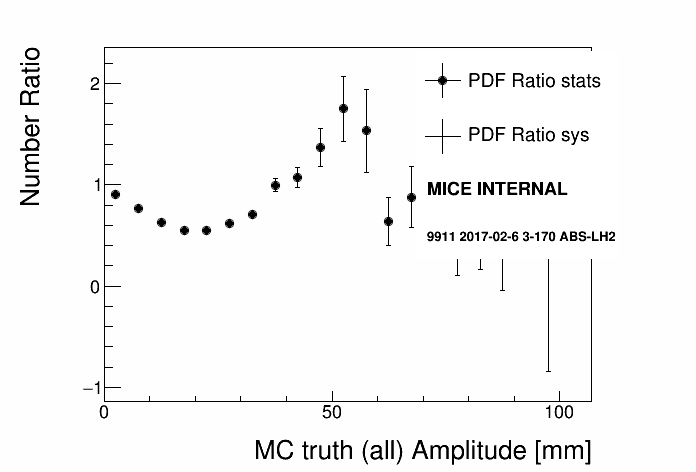 Number Ratio
2
1
0
−1
PDF Ratio stats
PDF Ratio sys
MICE INTERNAL
9911 2017-02-6 3-170 ABS-LH2
0 50 100
MC truth (all) Amplitude [mm]